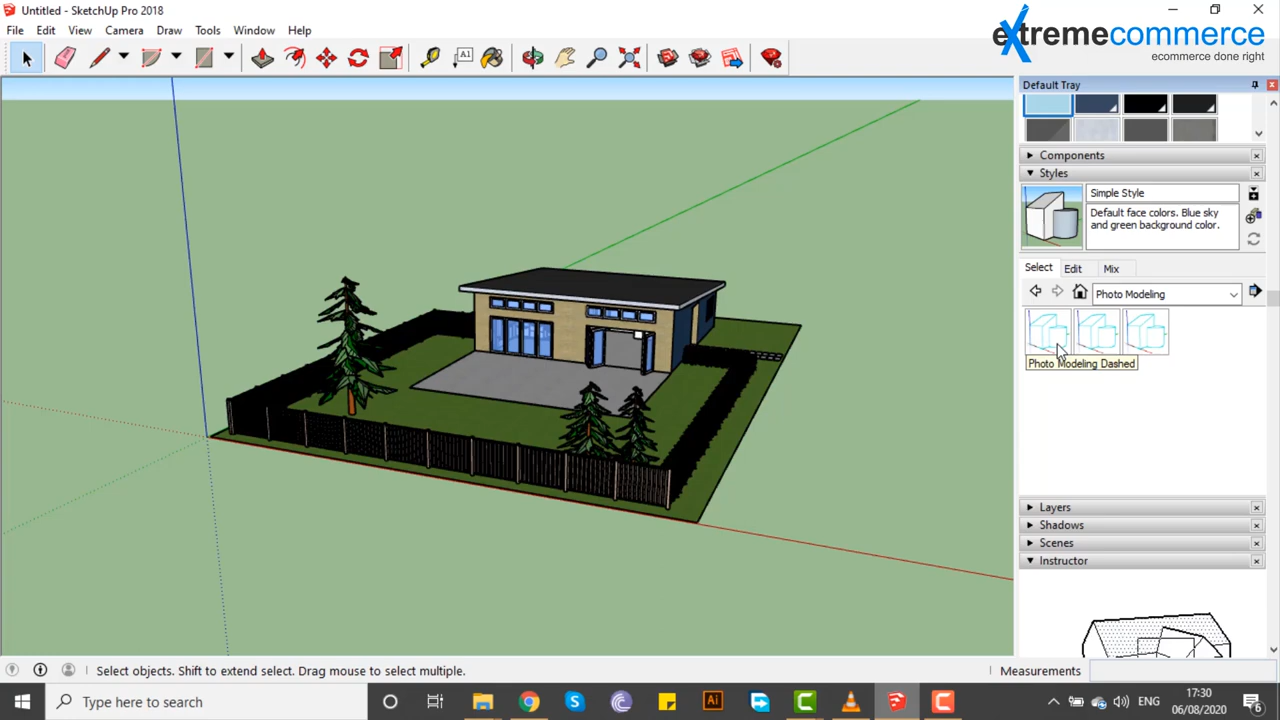 Untitled - SketchUp Pro 2018
extremecommerce
ecommerce done right
File Edit View Camera Draw Tools Window Help
A1
Default Tray
Components
Styles
Simple Style
Default face colors. Blue sky
and green background color.
Select Edit Mix
Photo Modeling
Photo Modeling Dashed
Layers
Shadows
Scenes
Instructor
Select objects. Shift to extend select. Drag mouse to select multiple.
Measurements
Type here to search
Ai
ENG
17:30
06/08/2020
6